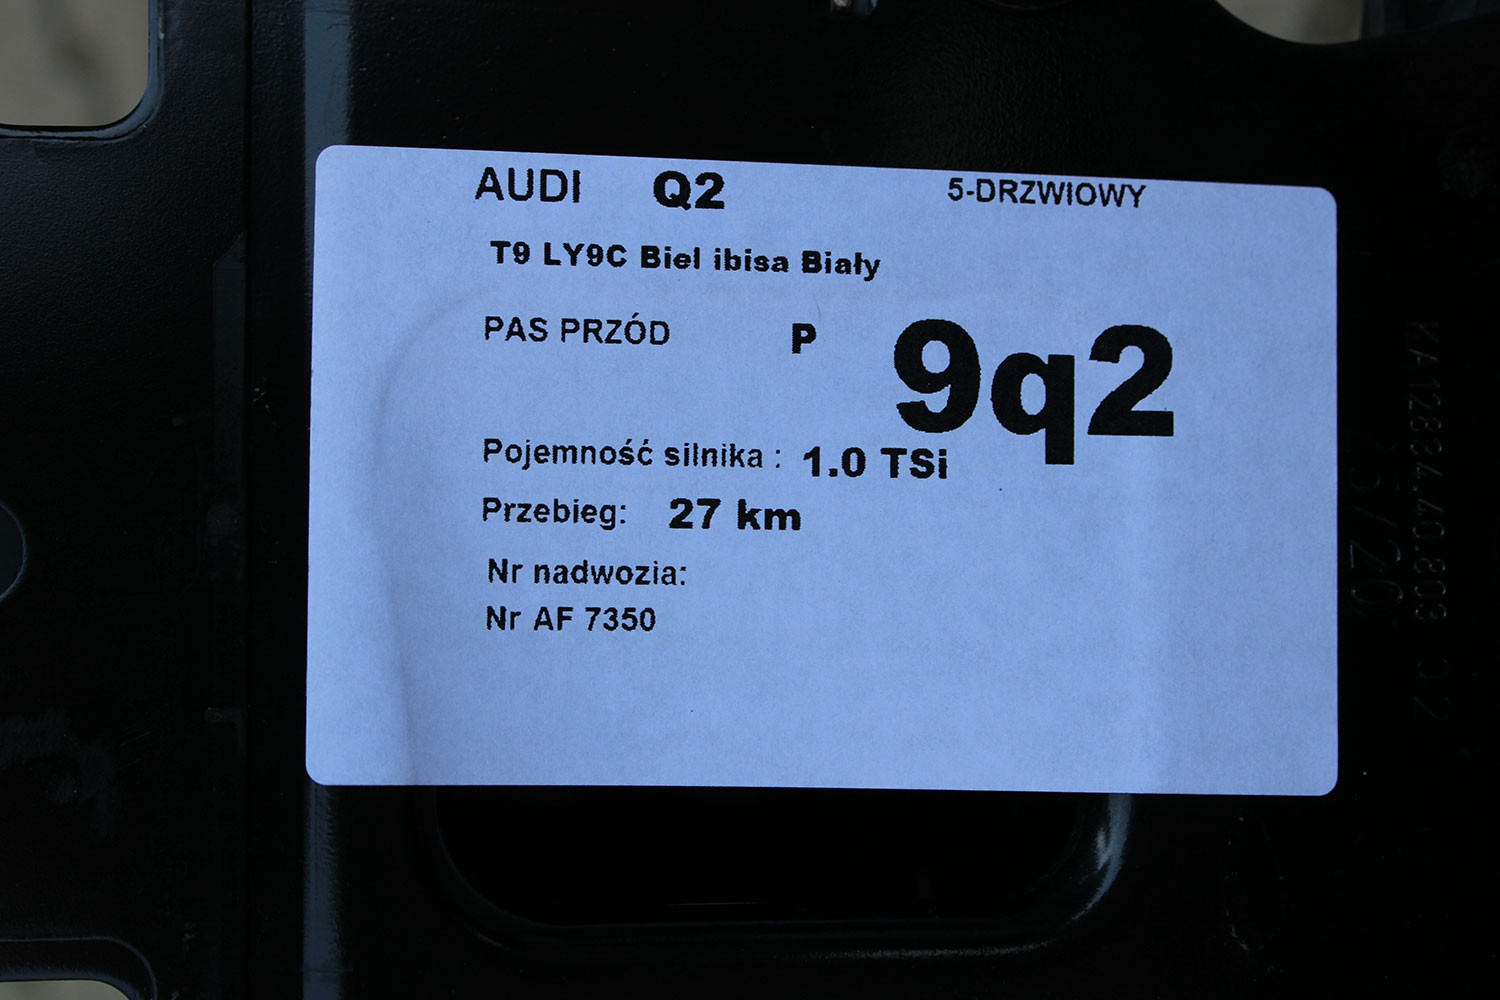 AUDI Q2 5-DRZWIOWY
T9 LY9C Biel ibisa Biały
PAS PRZÓD P 9q2
Pojemność silnika : 1.0 TSi
Przebieg: 27 km
Nr nadwozia:
Nr AF 7350